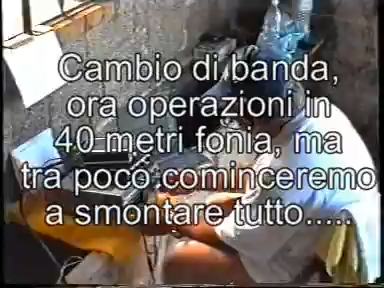 Cambio di banda,
ora operazioni in
40 metri fonia, ma
tra poco cominceremo
a smontare tutto.....